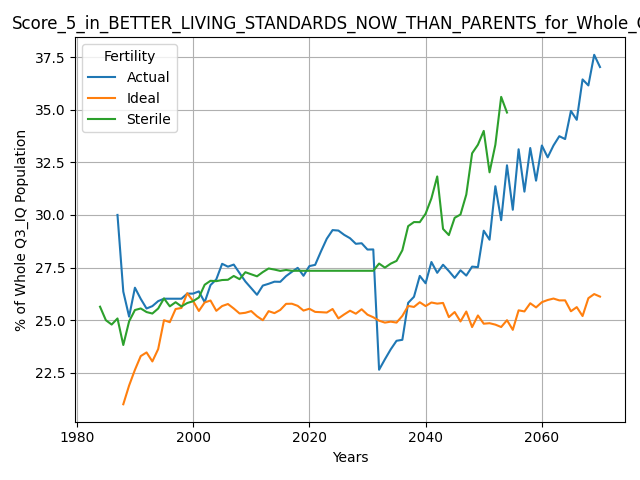 Score_5_in_BETTER_LIVING_STANDARDS_NOW_THAN_PARENTS_for_Whole_
Fertility
Actual
Ideal
Sterile
% of Whole Q3_IQ Population
37.5
35.0
32.5
30.0
27.5
25.0
22.5
1980
2000
2020
2040
2060
Years